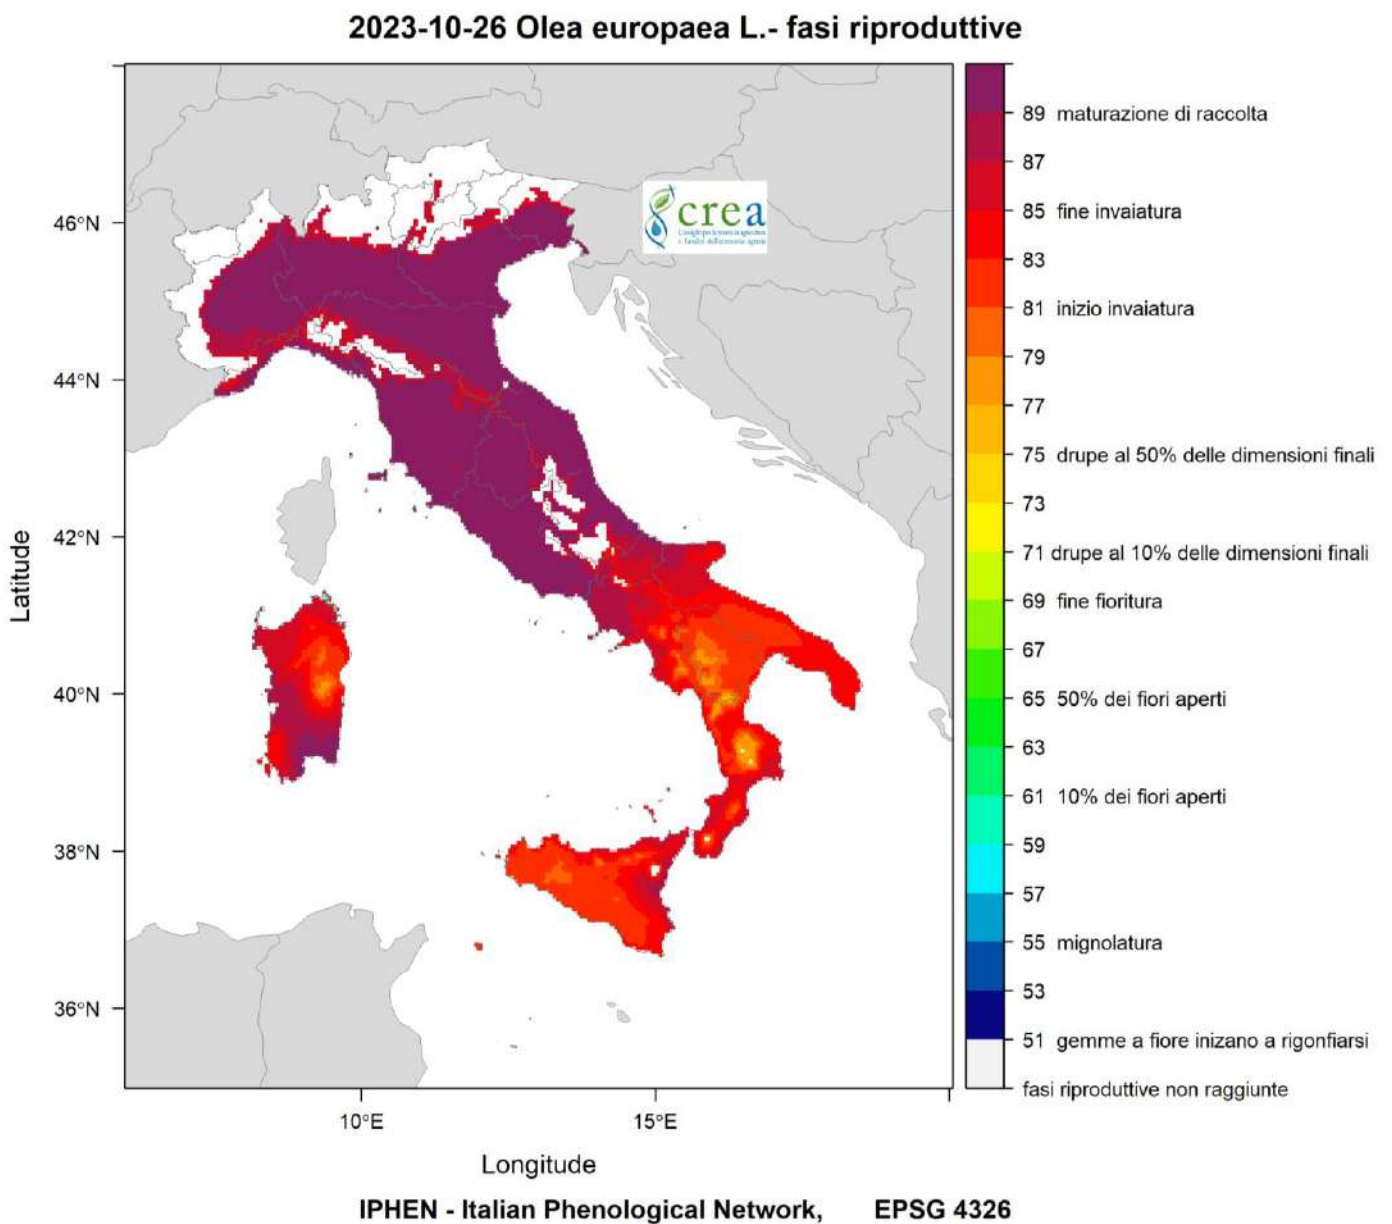 2023-10-26 Olea europaea L.- fasi riproduttive
89 maturazione di raccolta
87
85 fine invaiatura
83
81 inizio invaiatura
79
77
75 drupe al 50% delle dimensioni finali
73
71 drupe al 10% delle dimensioni finali
69 fine fioritura
67
65 50% dei fiori aperti
63
61 10% dei fiori aperti
59
57
55 mignolatura
53
51 gemme a fiore inizano a rigonfiarsi
fasi riproduttive non raggiunte
crea
46°N
44°N
42°N
40°N
38°N
36°N
Latitude
10°E
15°E
Longitude
IPHEN - Italian Phenological Network, EPSG 4326